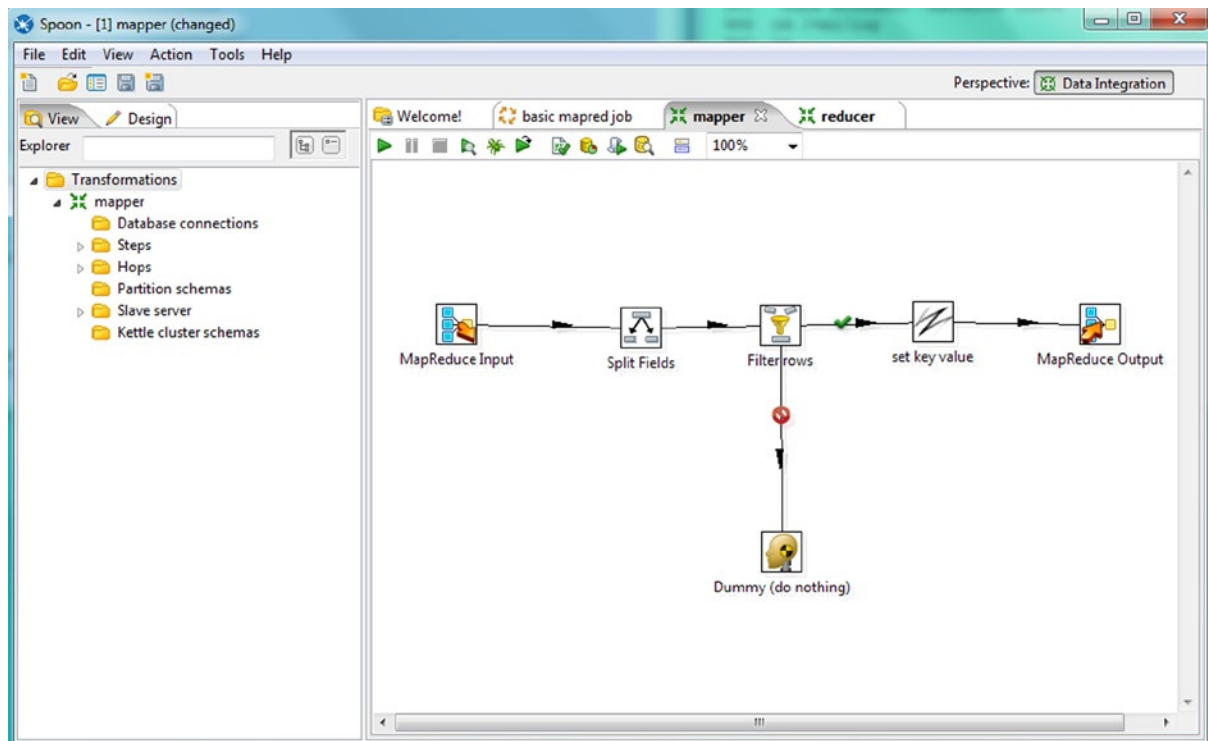 Spoon - [1] mapper (changed)
File Edit View Action Tools Help
Perspective: Data Integration
View Design
Explorer
Transformations
mapper
Database connections
Steps
Hops
Partition schemas
Slave server
Kettle cluster schemas
Welcome! basic mapred job mapper reducer
100%
MapReduce Input
Split Fields
Filter rows
set key value
MapReduce Output
Dummy (do nothing)